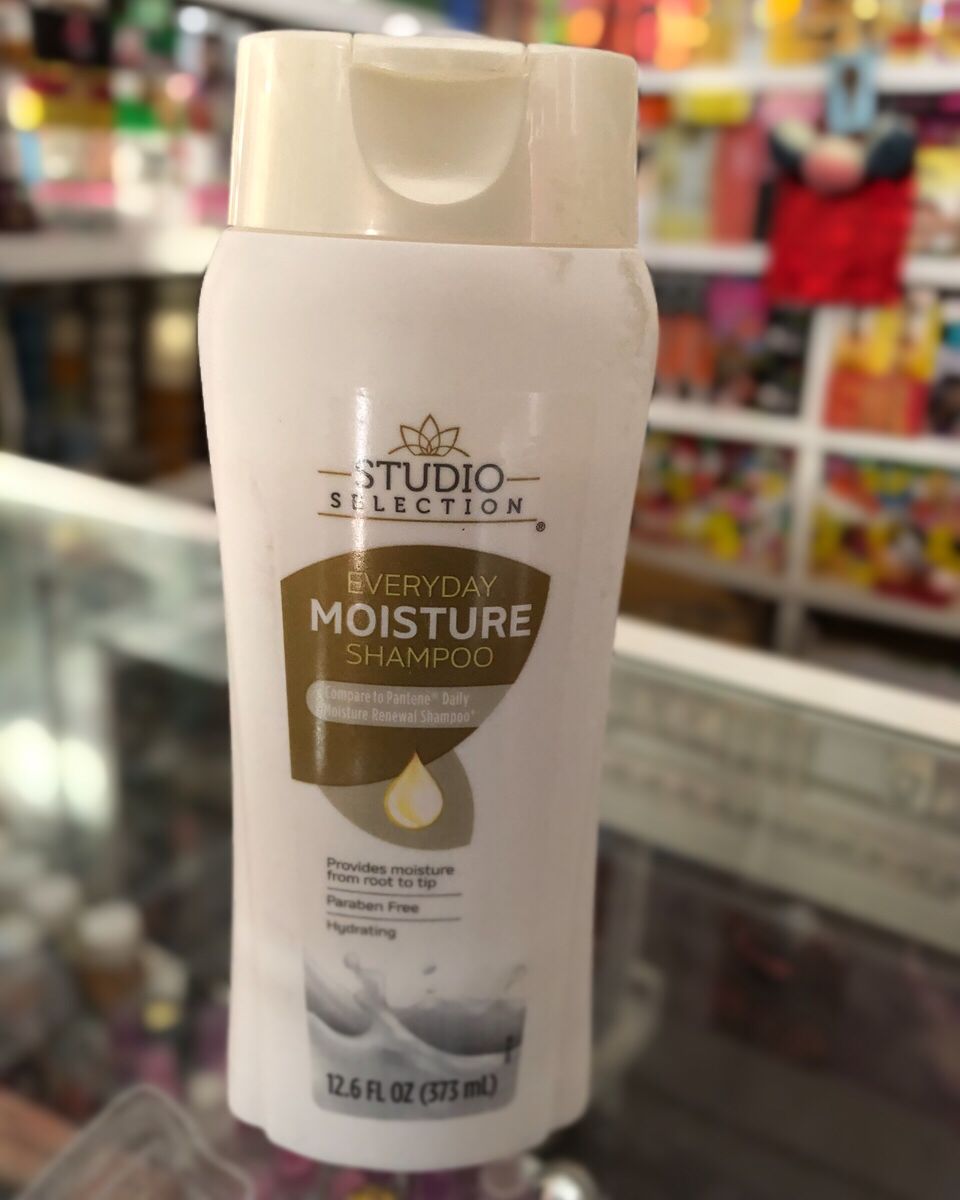 STUDIO
SELECTION®
EVERYDAY
MOISTURE
SHAMPOO
Compare to Pantene® Daily
Moisture Renewal Shampoo*
Provides moisture
from root to tip
Paraben Free
Hydrating
12.6 FL OZ (373 mL)